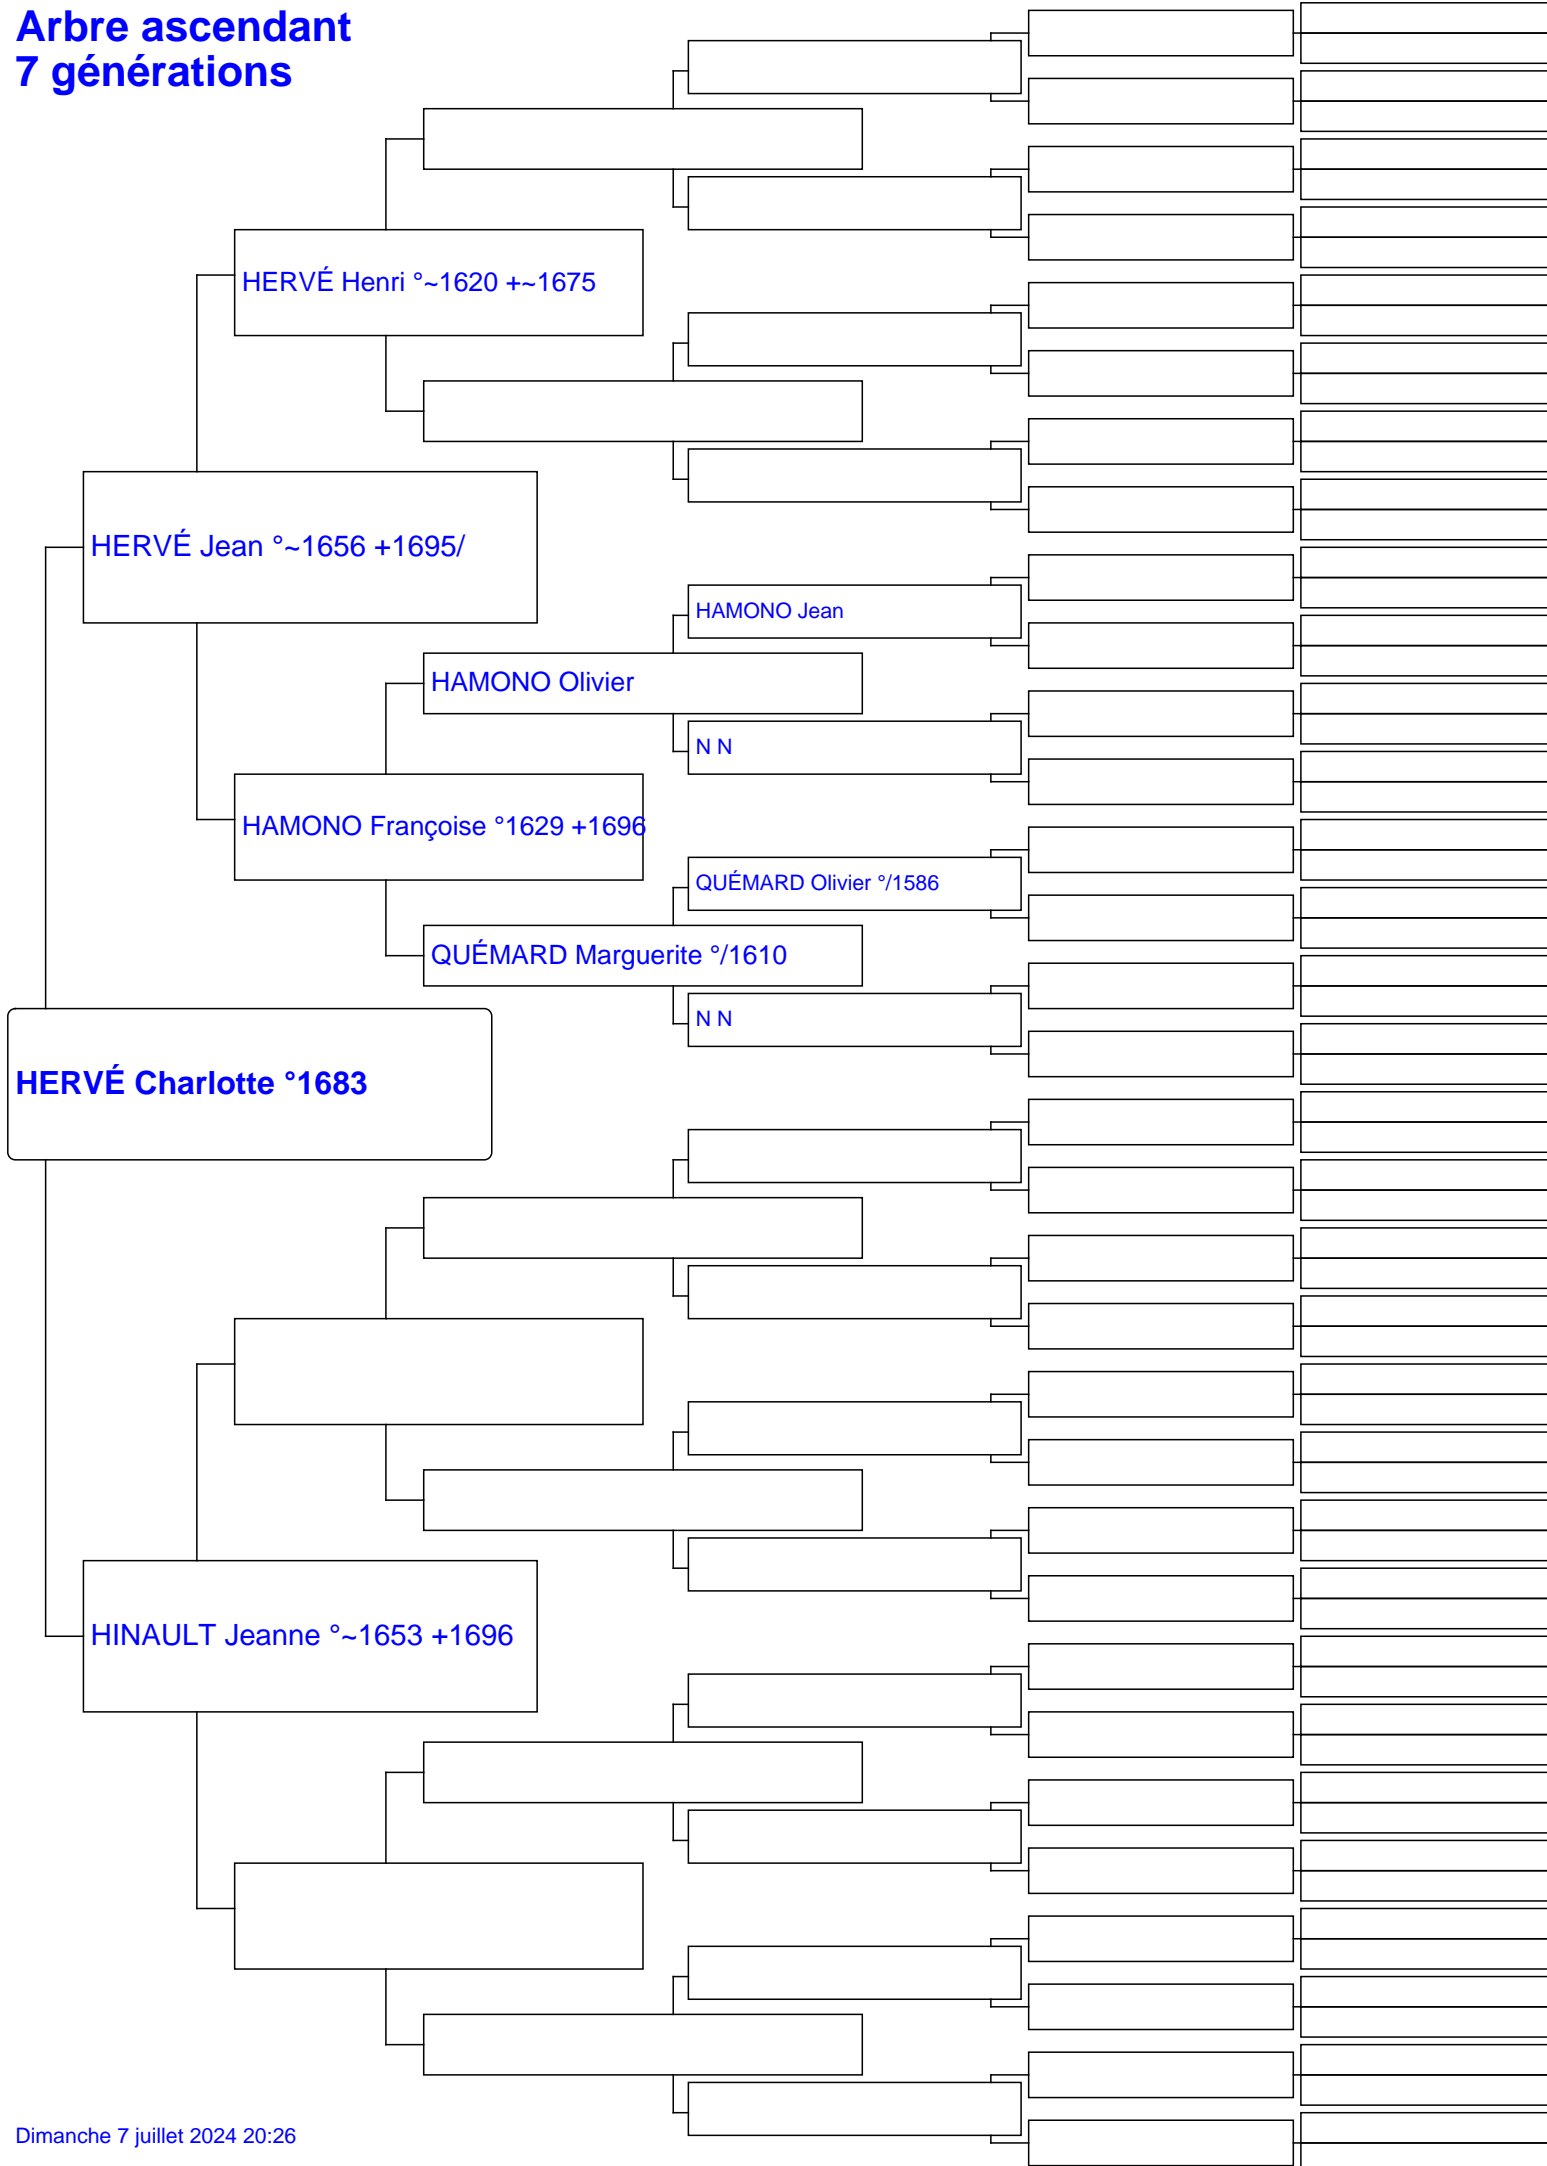 Arbre ascendant
7 générations
HERVÉ Henri °~1620 +~1675
HERVÉ Jean °~1656 +1695/
HAMONO Jean
HAMONO Olivier
N N
HAMONO Françoise °1629 +1696
QUÉMARD Olivier °/1586
QUÉMARD Marguerite °/1610
N N
HERVÉ Charlotte °1683
HINAULT Jeanne °~1653 +1696
Dimanche 7 juillet 2024 20:26